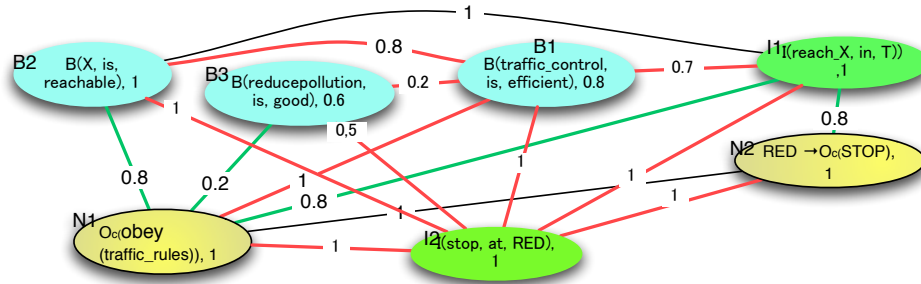 1
B2
B(X, is,
reachable), 1
0.8
B1
B(traffic_control,
is, efficient), 0.8
0.7
I1
I(reach_X, in, T))
,1
B3
B(reducepollution,
is, good), 0.6
0.2
1
0,5
0.8
N2
RED →Oc(STOP),
1
1
0.8
0.2
1
0.8
1
1
1
N1
Oc(obey
(traffic_rules)), 1
1
I2
I(stop, at, RED),
1